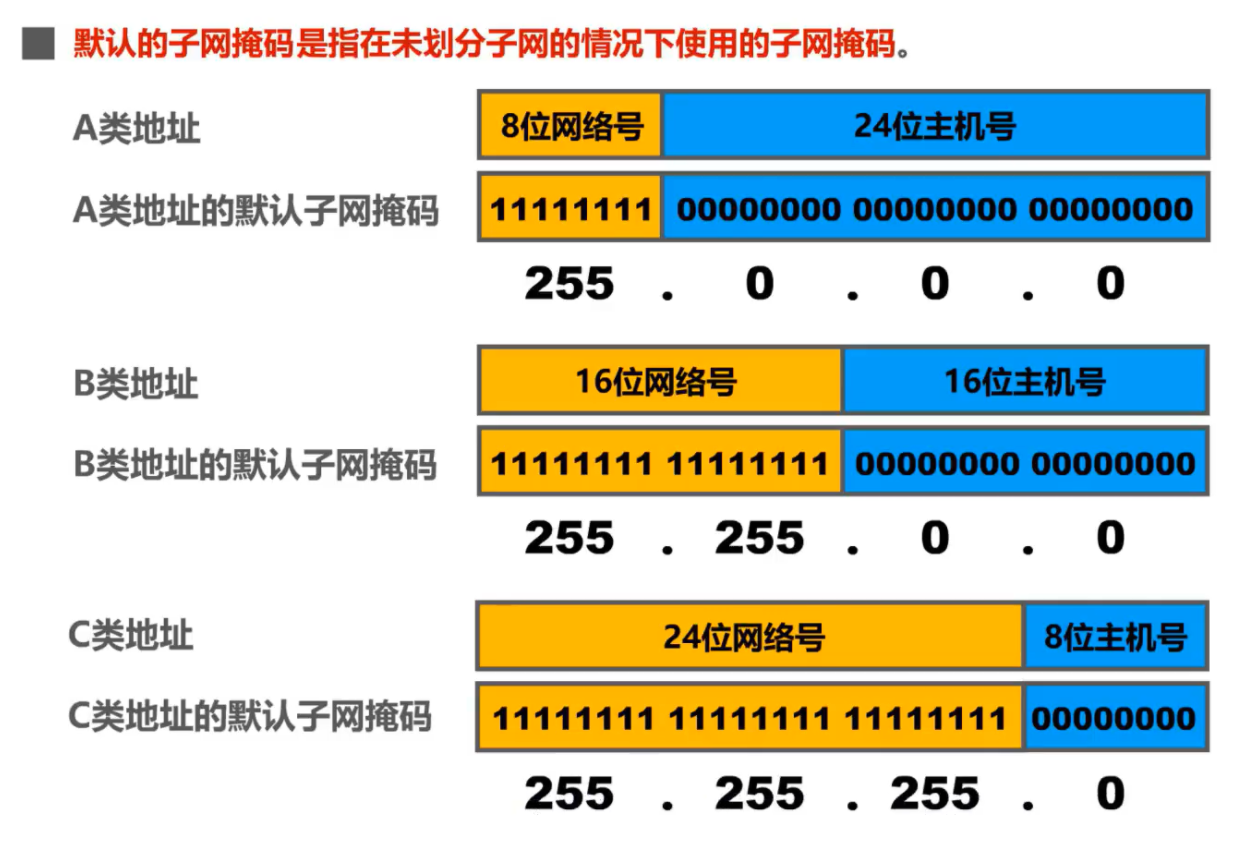 默认的子网掩码是指在未划分子网的情况下使用的子网掩码。
A类地址 8位网络号 24位主机号
A类地址的默认子网掩码 11111111 00000000 00000000 00000000
255 . 0 . 0 . 0
B类地址 16位网络号 16位主机号
B类地址的默认子网掩码 11111111 11111111 00000000 00000000
255 . 255 . 0 . 0
C类地址 24位网络号 8位主机号
C类地址的默认子网掩码 11111111 11111111 11111111 00000000
255 . 255 . 255 . 0